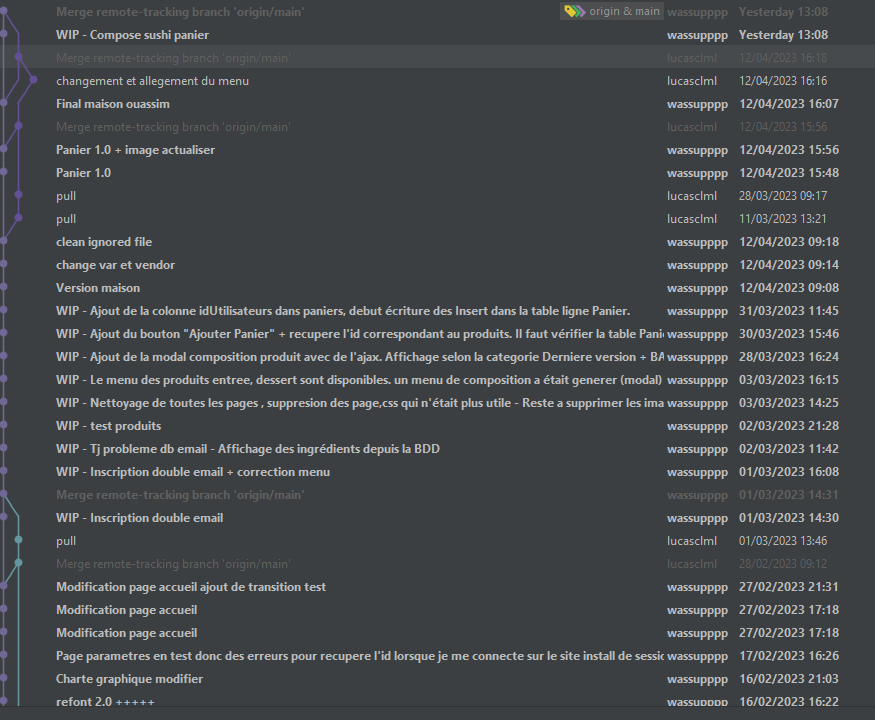 Merge remote-tracking branch 'origin/main' origin & main wassupppp Yesterday 13:08
WIP - Compose sushi panier wassupppp Yesterday 13:08
Merge remote-tracking branch 'origin/main' lucasclml 12/04/2023 16:18
changement et allegement du menu lucasclml 12/04/2023 16:16
Final maison ouassim wassupppp 12/04/2023 16:07
Merge remote-tracking branch 'origin/main' lucasclml 12/04/2023 15:56
Panier 1.0 + image actualiser wassupppp 12/04/2023 15:56
Panier 1.0 wassupppp 12/04/2023 15:48
pull lucasclml 28/03/2023 09:17
pull lucasclml 11/03/2023 13:21
clean ignored file wassupppp 12/04/2023 09:18
change var et vendor wassupppp 12/04/2023 09:14
Version maison wassupppp 12/04/2023 09:08
WIP - Ajout de la colonne idUtilisateurs dans paniers, debut écriture des Insert dans la table ligne Panier. wassupppp 31/03/2023 11:45
WIP - Ajout du bouton "Ajouter Panier" + recupere l'id correspondant au produits. Il faut vérifier la table Pani wassupppp 30/03/2023 15:46
WIP - Ajout de la modal composition produit avec de l'ajax. Affichage selon la categorie Derniere version + BA wassupppp 28/03/2023 16:24
WIP - Le menu des produits entree, dessert sont disponibles. un menu de composition a était generer (modal) wassupppp 03/03/2023 16:15
WIP - Nettoyage de toutes les pages , suppresion des page,css qui n'était plus utile - Reste a supprimer les ima wassupppp 03/03/2023 14:25
WIP - test produits wassupppp 02/03/2023 21:28
WIP - Tj probleme db email - Affichage des ingrédients depuis la BDD wassupppp 02/03/2023 11:42
WIP - Inscription double email + correction menu wassupppp 01/03/2023 16:08
Merge remote-tracking branch 'origin/main' wassupppp 01/03/2023 14:31
WIP - Inscription double email wassupppp 01/03/2023 14:30
pull lucasclml 01/03/2023 13:46
Merge remote-tracking branch 'origin/main' lucasclml 28/02/2023 09:12
Modification page accueil ajout de transition test wassupppp 27/02/2023 21:31
Modification page accueil wassupppp 27/02/2023 17:18
Modification page accueil wassupppp 27/02/2023 17:18
Page parametres en test donc des erreurs pour recupere l'id lorsque je me connecte sur le site install de sessic wassupppp 17/02/2023 16:26
Charte graphique modifier wassupppp 16/02/2023 21:03
refont 2.0 +++++ wassupppp 16/02/2023 16:22